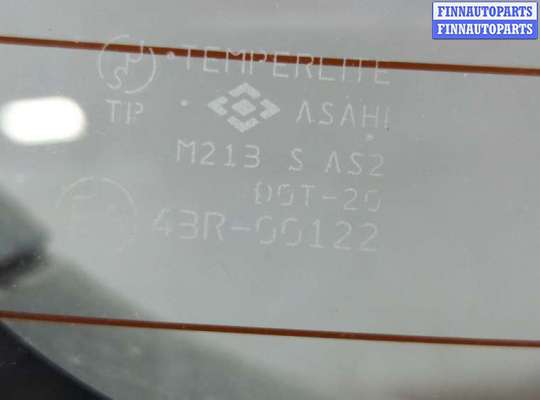 FINNAUTOPARTS
FINNAUTOPARTS
TEMPERLITE
TP ASAHI
M213 S AS2
DOT-20
43R-00122